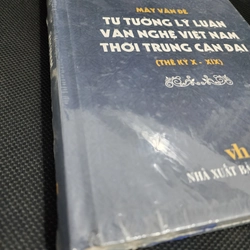 MẤY VẤN ĐỀ
TƯ TƯỞNG LÝ LUẬN
VĂN NGHỆ VIỆT NAM
THỜI TRUNG CẬN ĐẠI
(THẾ KỶ X - XIX)
vh
NHÀ XUẤT BẢ